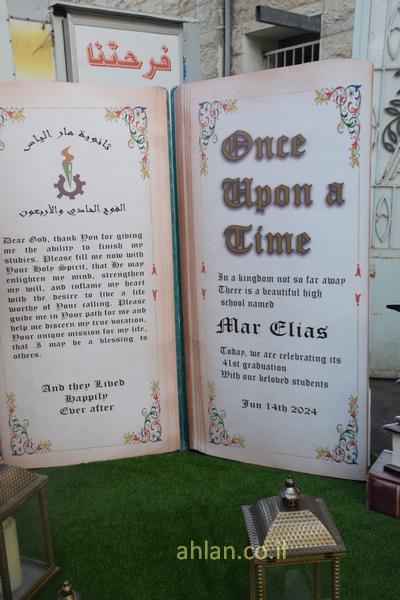 فرحتنا
ثانوية مار الياس
الفوج الحادي والأربعون
Dear God, thank You for giving
me the ability to finish my
studies. Please fill me now with
Your Holy Spirit, that He may
enlighten my mind, strengthen
my will, and inflame my heart
with the desire to live a life
worthy of Your calling. Please
guide me in Your path for me and
help me discern my true vocation,
Your unique mission for my life,
that I may be a blessing to
others.
And they Lived
Happily
Ever after
Once
Upon a
Time
In a kingdom not so far away
There is a beautiful high
school named
Mar Elias
Today, we are celebrating its
41st graduation
With our beloved students
Jun 14th 2024
ahlan.co.il